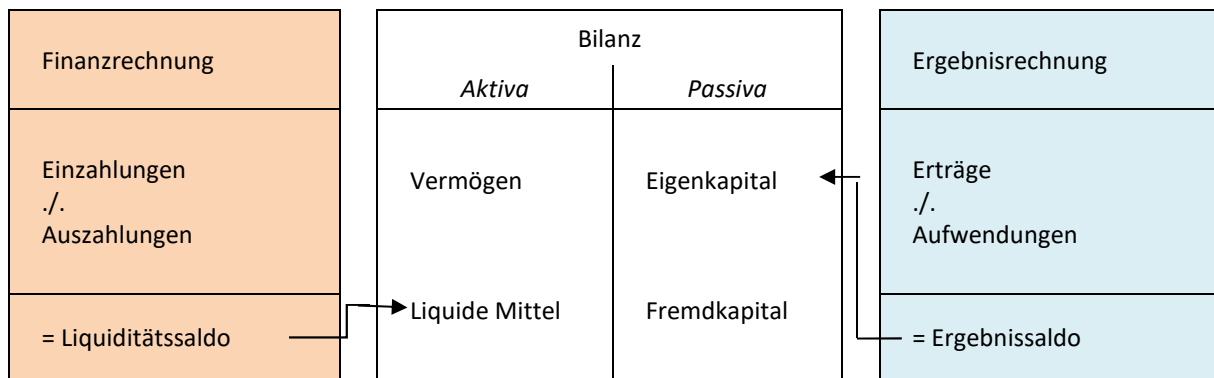 Finanzrechnung
Einzahlungen
./.
Auszahlungen
= Liquiditätssaldo
Bilanz
Aktiva Passiva
Vermögen Eigenkapital
Liquide Mittel Fremdkapital
Ergebnisrechnung
Erträge
./.
Aufwendungen
= Ergebnissaldo